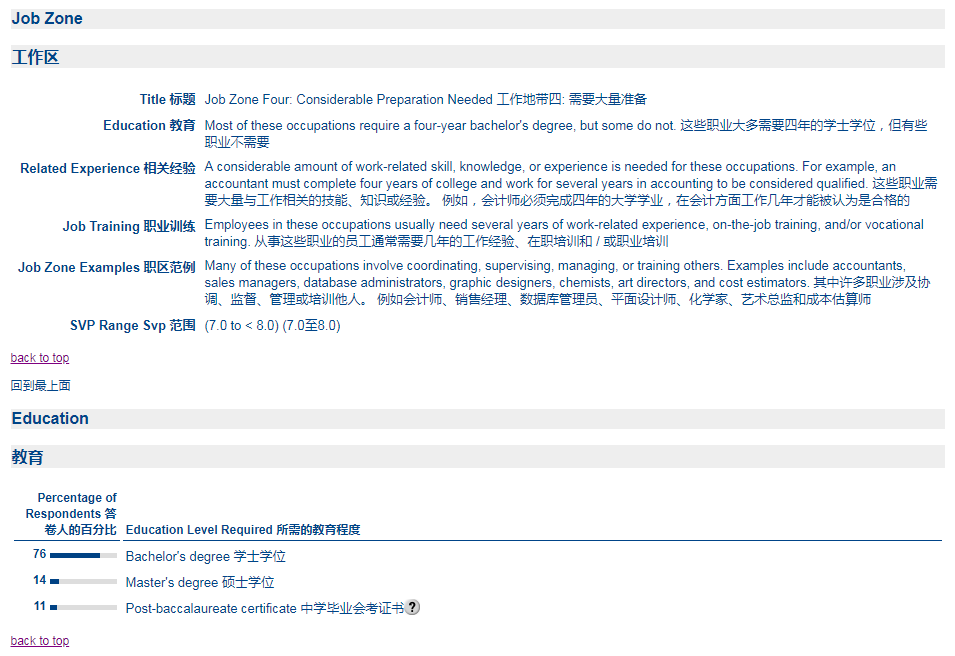 Job Zone
工作区
Title 标题 Job Zone Four: Considerable Preparation Needed 工作地带四: 需要大量准备
Education 教育 Most of these occupations require a four-year bachelor's degree, but some do not. 这些职业大多需要四年的学士学位，但有些
职业不需要
Related Experience 相关经验 A considerable amount of work-related skill, knowledge, or experience is needed for these occupations. For example, an
accountant must complete four years of college and work for several years in accounting to be considered qualified. 这些职业需
要大量与工作相关的技能、知识或经验。 例如，会计师必须完成四年的大学学业，在会计方面工作几年才能被认为是合格的
Job Training 职业训练 Employees in these occupations usually need several years of work-related experience, on-the-job training, and/or vocational
training. 从事这些职业的员工通常需要几年的工作经验、在职培训和 / 或职业培训
Job Zone Examples 职区范例 Many of these occupations involve coordinating, supervising, managing, or training others. Examples include accountants,
sales managers, database administrators, graphic designers, chemists, art directors, and cost estimators. 其中许多职业涉及协
调、监督、管理或培训他人。 例如会计师、销售经理、数据库管理员、平面设计师、化学家、艺术总监和成本估算师
SVP Range Svp 范围 (7.0 to < 8.0) (7.0至8.0)
back to top
回到最上面
Education
教育
Percentage of
Respondents 答
卷人的百分比 Education Level Required 所需的教育程度
76 Bachelor's degree 学士学位
14 Master's degree 硕士学位
11 Post-baccalaureate certificate 中学毕业会考证书 ?
back to top